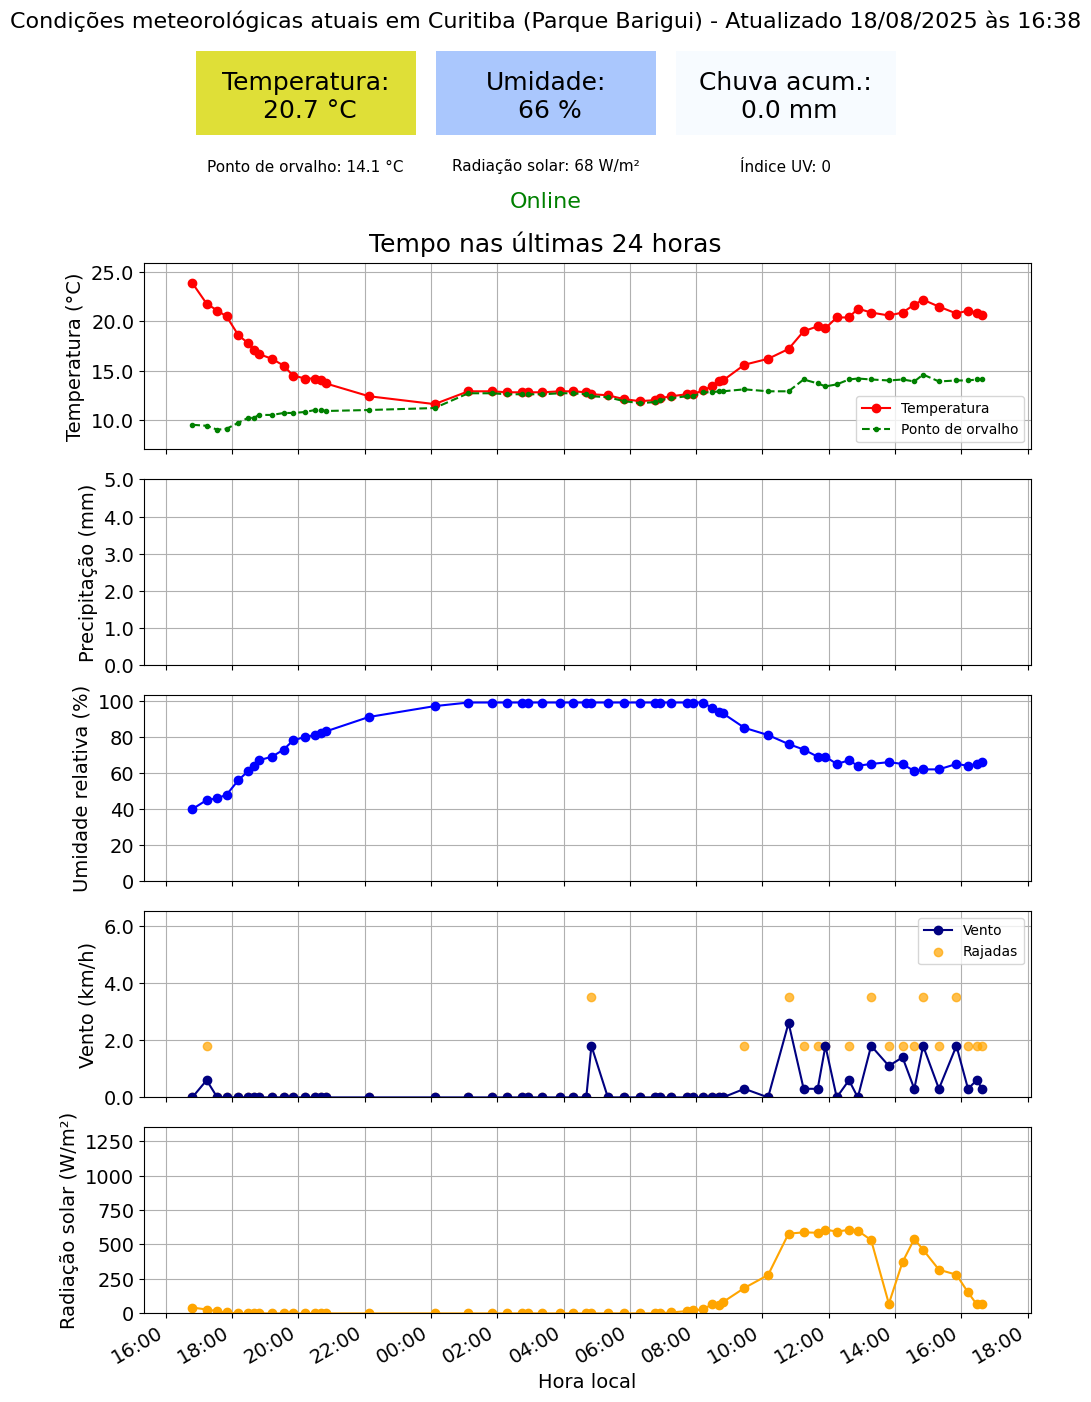 Condições meteorológicas atuais em Curitiba (Parque Barigui) - Atualizado 18/08/2025 às 16:38
Temperatura:
20.7 °C
Umidade:
66 %
Chuva acum.:
0.0 mm
Ponto de orvalho: 14.1 °C
Radiação solar: 68 W/m²
Índice UV: 0
Online
Tempo nas últimas 24 horas
Temperatura (°C)
25.0
20.0
15.0
10.0
Temperatura
Ponto de orvalho
Precipitação (mm)
5.0
4.0
3.0
2.0
1.0
0.0
Umidade relativa (%)
100
80
60
40
20
0
Vento (km/h)
6.0
4.0
2.0
0.0
Vento
Rajadas
Radiação solar (W/m²)
1250
1000
750
500
250
0
16:00
18:00
20:00
22:00
00:00
02:00
04:00
06:00
08:00
10:00
12:00
14:00
16:00
18:00
Hora local